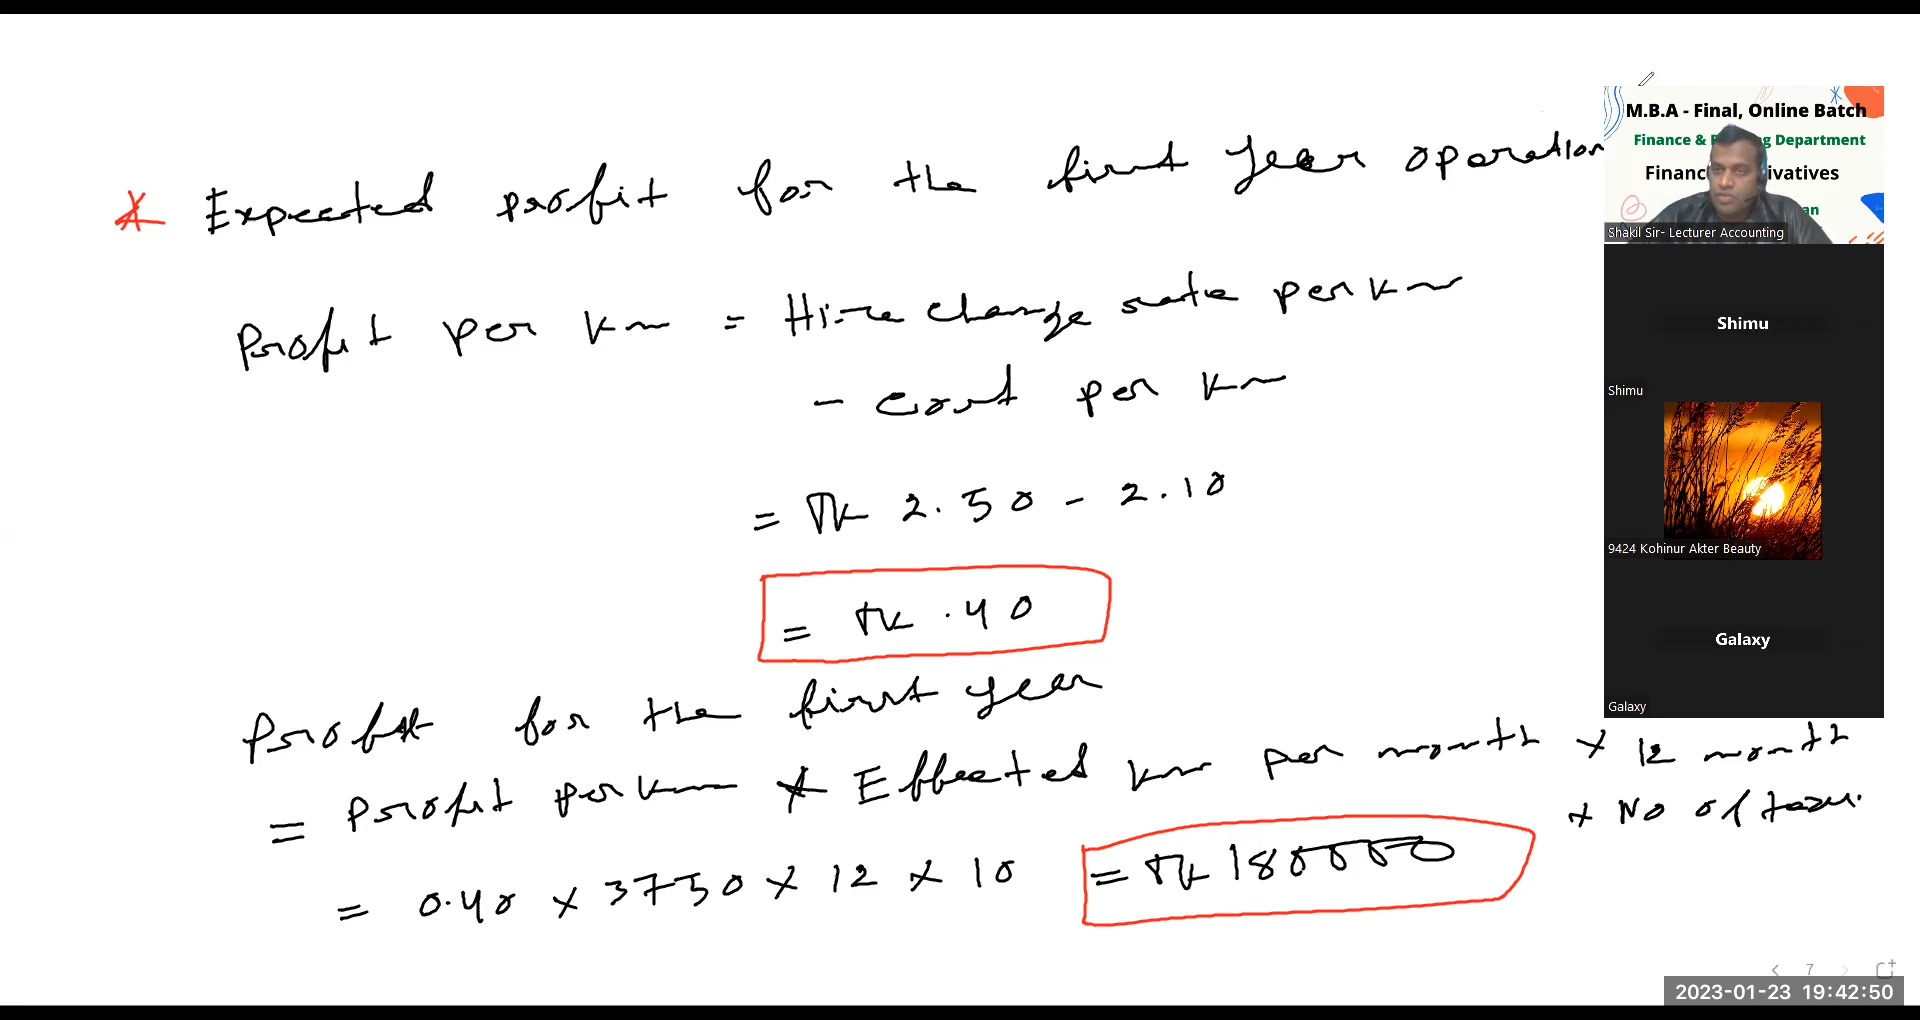 Expected profit for the first year operation
Profit per km = Hire charge rate per km
- Cost per km
= Tk 2.50 - 2.10
= Tk .40
Profit for the first year
= Profit per km × Effected km per month × 12 month
× No of taxi.
= 0.40 × 3750 × 12 × 10 = Tk 180000
M.B.A - Final, Online Batch
Finance & Department
Shakil Sir- Lecturer Accounting
Shimu
Shimu
9424 Kohinur Akter Beauty
Galaxy
Galaxy
7
2023-01-23 19:42:50